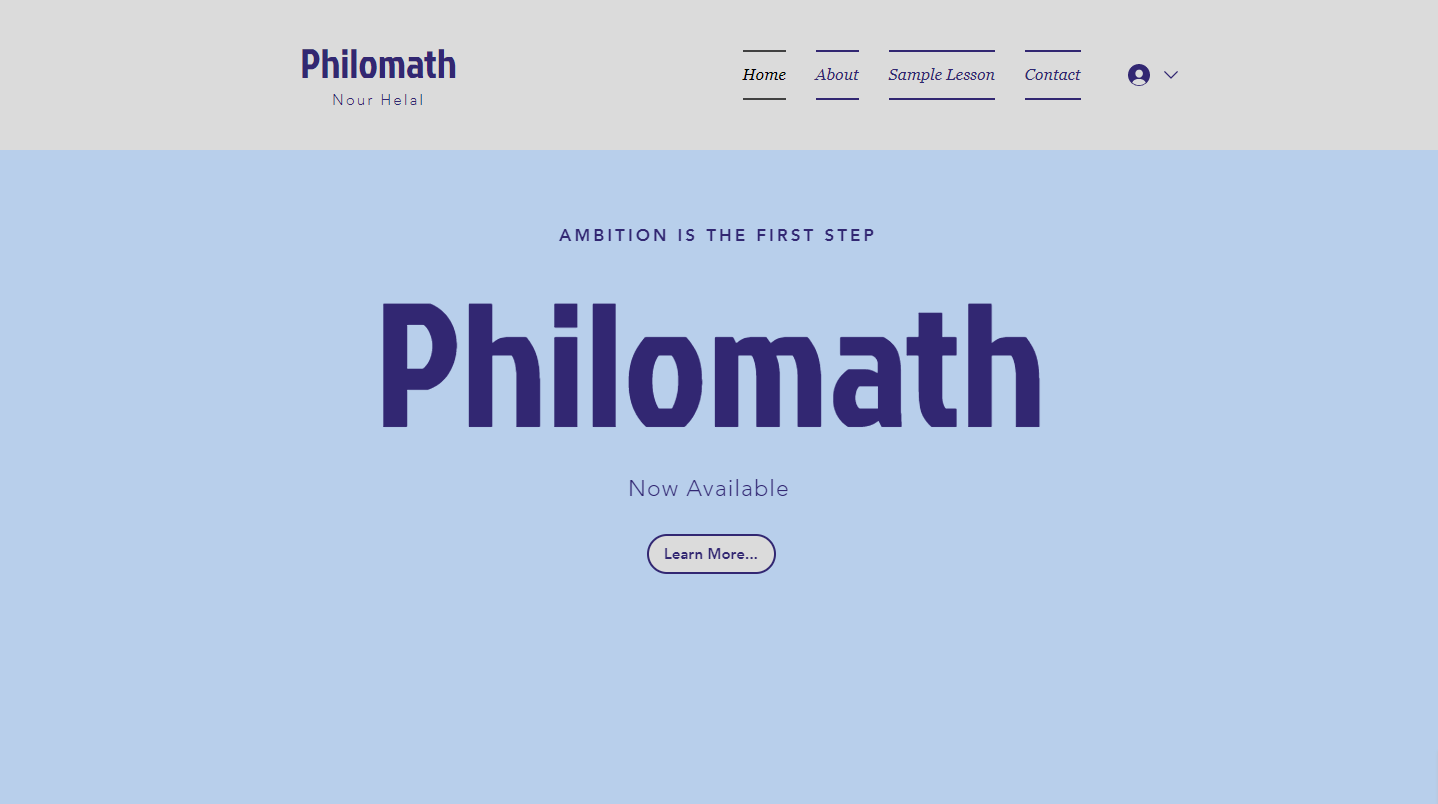 Philomath
Nour Helal
Home About Sample Lesson Contact
AMBITION IS THE FIRST STEP
Philomath
Now Available
Learn More...